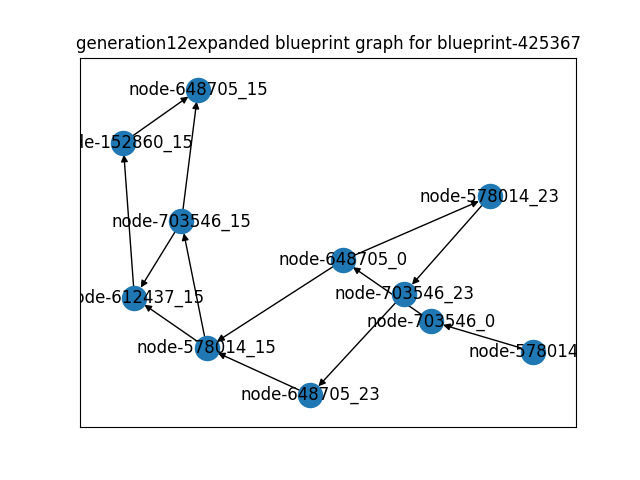 generation12expanded blueprint graph for blueprint-425367
node-648705_15
de-152860_15
node-578014_23
node-703546_15
node-648705_0
node-703546_23
ode-612437_15
node-703546_0
node-578014_15
node-578014
node-648705_23